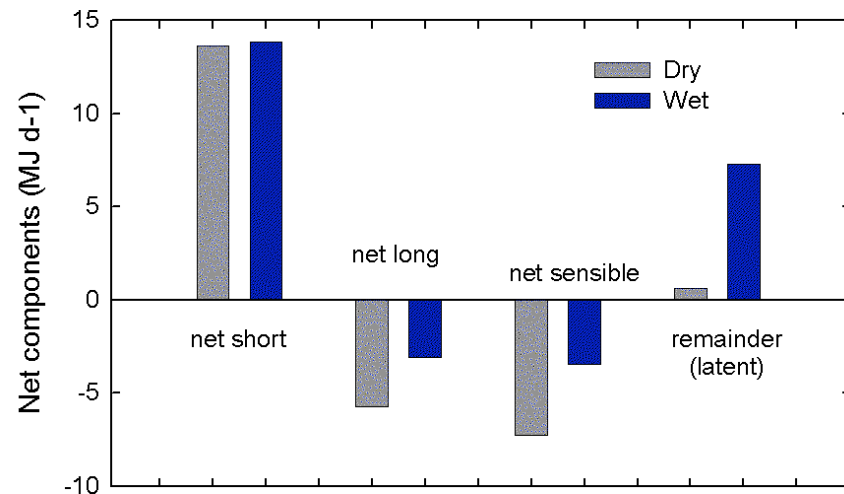 15
10
5
0
-5
-10
Net components (MJ d-1)
Dry
Wet
net long
net sensible
net short
remainder
(latent)